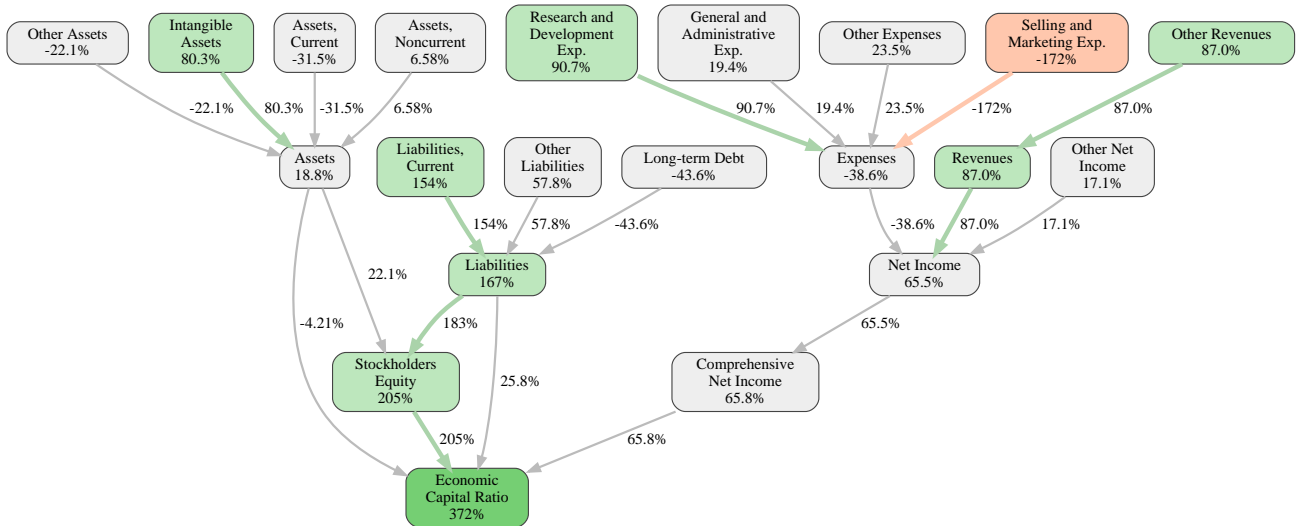 Other Assets
-22.1%
Intangible
Assets
80.3%
Assets,
Current
-31.5%
Assets,
Noncurrent
6.58%
Research and
Development
Exp.
90.7%
General and
Administrative
Exp.
19.4%
Other Expenses
23.5%
Selling and
Marketing Exp.
-172%
Other Revenues
87.0%
-22.1%
80.3%
-31.5%
6.58%
90.7%
19.4%
23.5%
-172%
87.0%
Assets
18.8%
Liabilities,
Current
154%
Other
Liabilities
57.8%
Long-term Debt
-43.6%
Expenses
-38.6%
Revenues
87.0%
Other Net
Income
17.1%
154%
57.8%
-43.6%
-38.6%
87.0%
17.1%
Liabilities
167%
Net Income
65.5%
22.1%
-4.21%
183%
25.8%
65.5%
Stockholders
Equity
205%
Comprehensive
Net Income
65.8%
205%
65.8%
Economic
Capital Ratio
372%